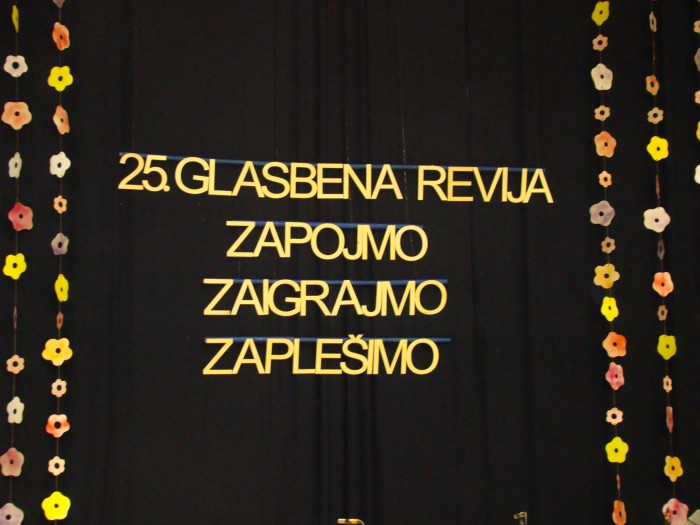 25. GLASBENA REVIJA
ZAPOJMO
ZAIGRAJMO
ZAPLEŠIMO